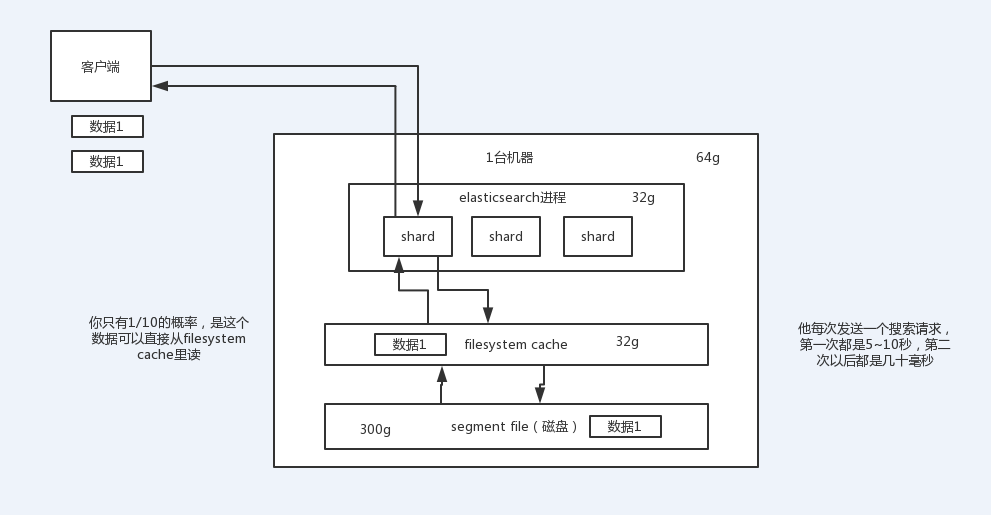 客户端
数据1
数据1
1台机器
64g
elasticsearch进程
32g
shard
shard
shard
你只有1/10的概率，是这个
数据可以直接从filesystem
cache里读
数据1
filesystem cache
32g
他每次发送一个搜索请求，
第一次都是5~10秒，第二
次以后都是几十毫秒
300g
segment file（磁盘）
数据1